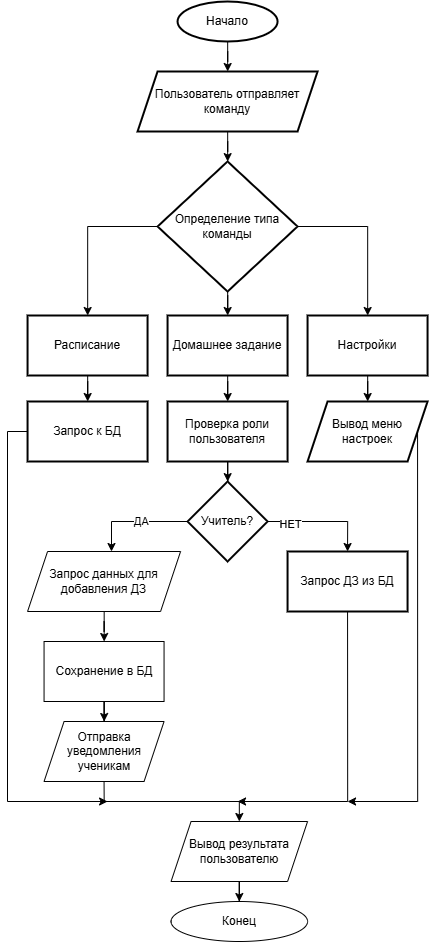 Начало
Пользователь отправляет
команду
Определение типа
команды
Расписание
Домашнее задание
Настройки
Запрос к БД
Проверка роли
пользователя
Вывод меню
настроек
Учитель?
ДА
НЕТ
Запрос данных для
добавления ДЗ
Запрос ДЗ из БД
Сохранение в БД
Отправка
уведомления
ученикам
Вывод результата
пользователю
Конец